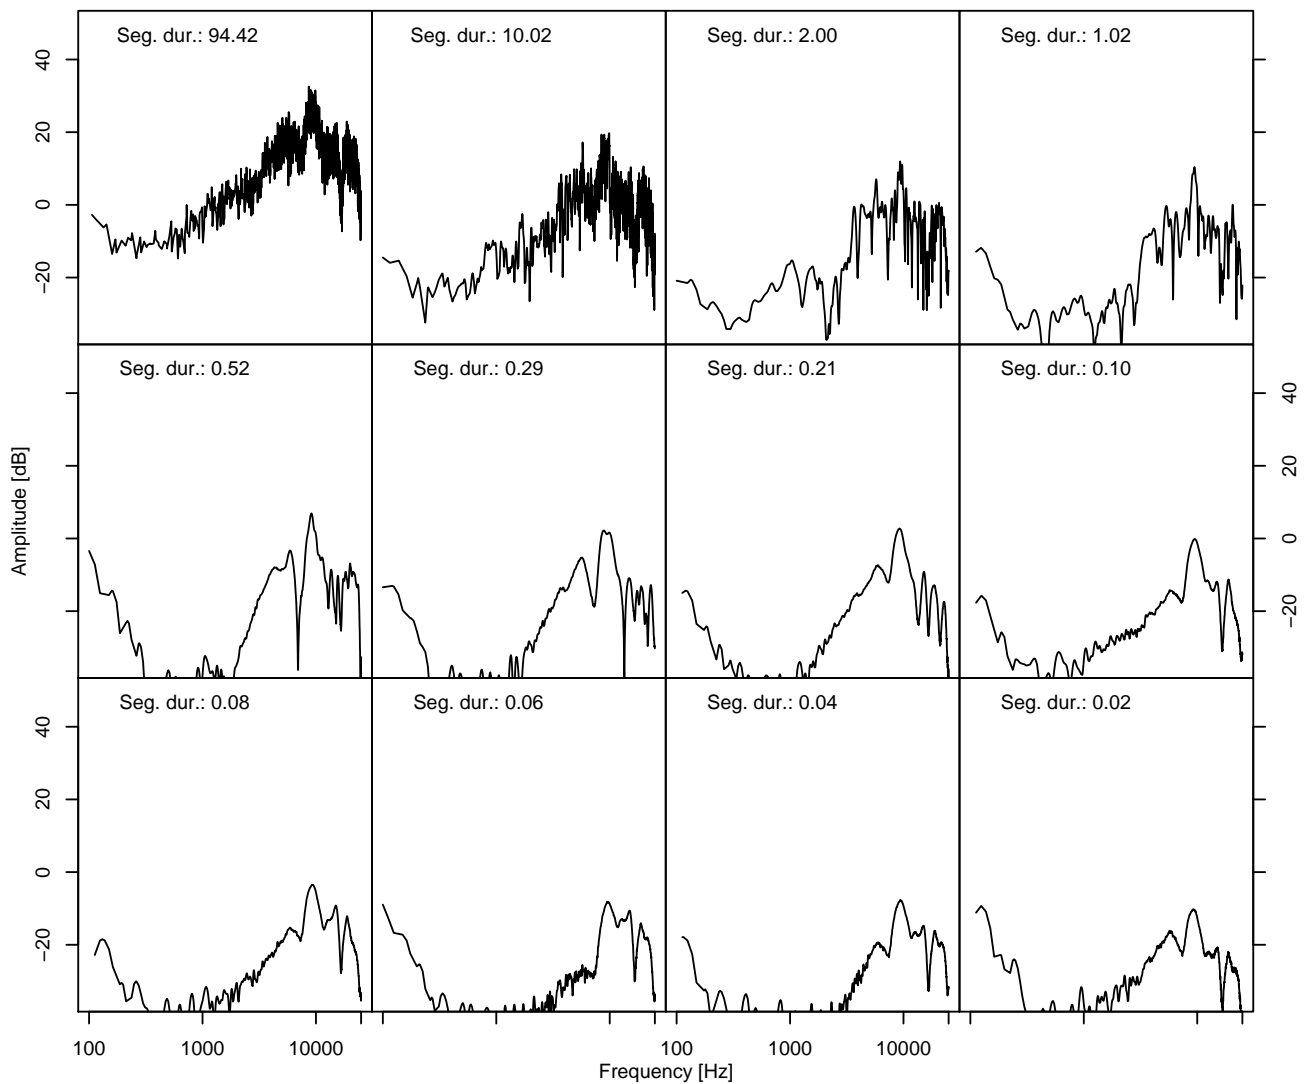 Seg. dur.: 94.42
Seg. dur.: 10.02
Seg. dur.: 2.00
Seg. dur.: 1.02
40
20
0
−20
Seg. dur.: 0.52
Seg. dur.: 0.29
Seg. dur.: 0.21
Seg. dur.: 0.10
40
20
0
−20
Amplitude [dB]
Seg. dur.: 0.08
Seg. dur.: 0.06
Seg. dur.: 0.04
Seg. dur.: 0.02
40
20
0
−20
100 1000 10000
100 1000 10000
Frequency [Hz]